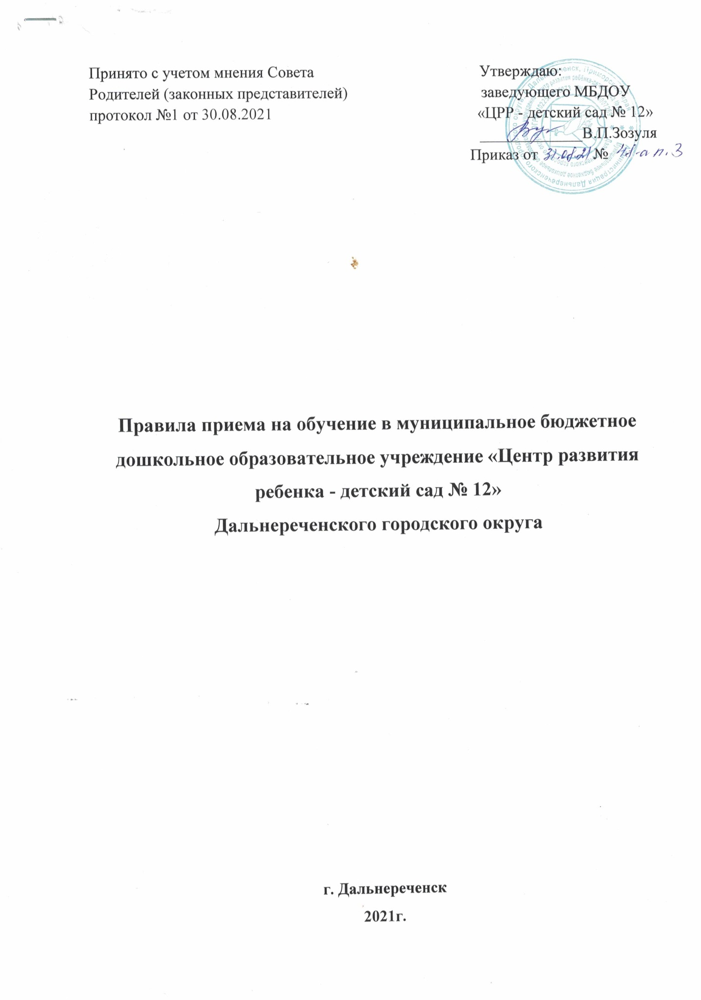 Принято с учетом мнения Совета
Родителей (законных представителей)
протокол №1 от 30.08.2021
Утверждаю:
заведующего МБДОУ
«ЦРР - детский сад № 12»
В.П.Зозуля
Приказ от 31.08.21 № 48-а п.3
Правила приема на обучение в муниципальное бюджетное
дошкольное образовательное учреждение «Центр развития
ребенка - детский сад № 12»
Дальнереченского городского округа
г. Дальнереченск
2021г.